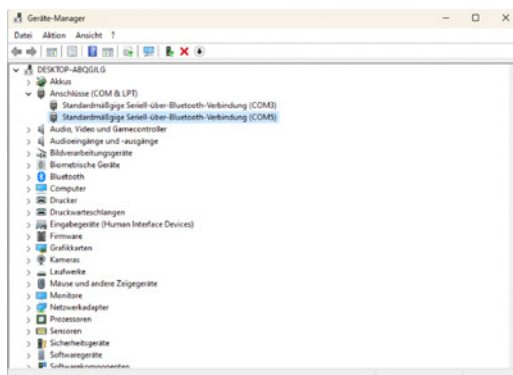 Geräte-Manager
Datei Aktion Ansicht ?
DESKTOP-ABQGJLG
Akkus
Anschlüsse (COM & LPT)
Standardmäßige Seriell-über-Bluetooth-Verbindung (COM3)
Standardmäßige Seriell-über-Bluetooth-Verbindung (COM5)
Audio, Video und Gamecontroller
Audioeingänge und -ausgänge
Bildverarbeitungsgeräte
Biometrische Geräte
Bluetooth
Computer
Drucker
Druckwarteschlangen
Eingabegeräte (Human Interface Devices)
Firmware
Grafikkarten
Kameras
Laufwerke
Mäuse und andere Zeigegeräte
Monitore
Netzwerkadapter
Prozessoren
Sensoren
Sicherheitsgeräte
Softwaregeräte
Softwarekomponenten